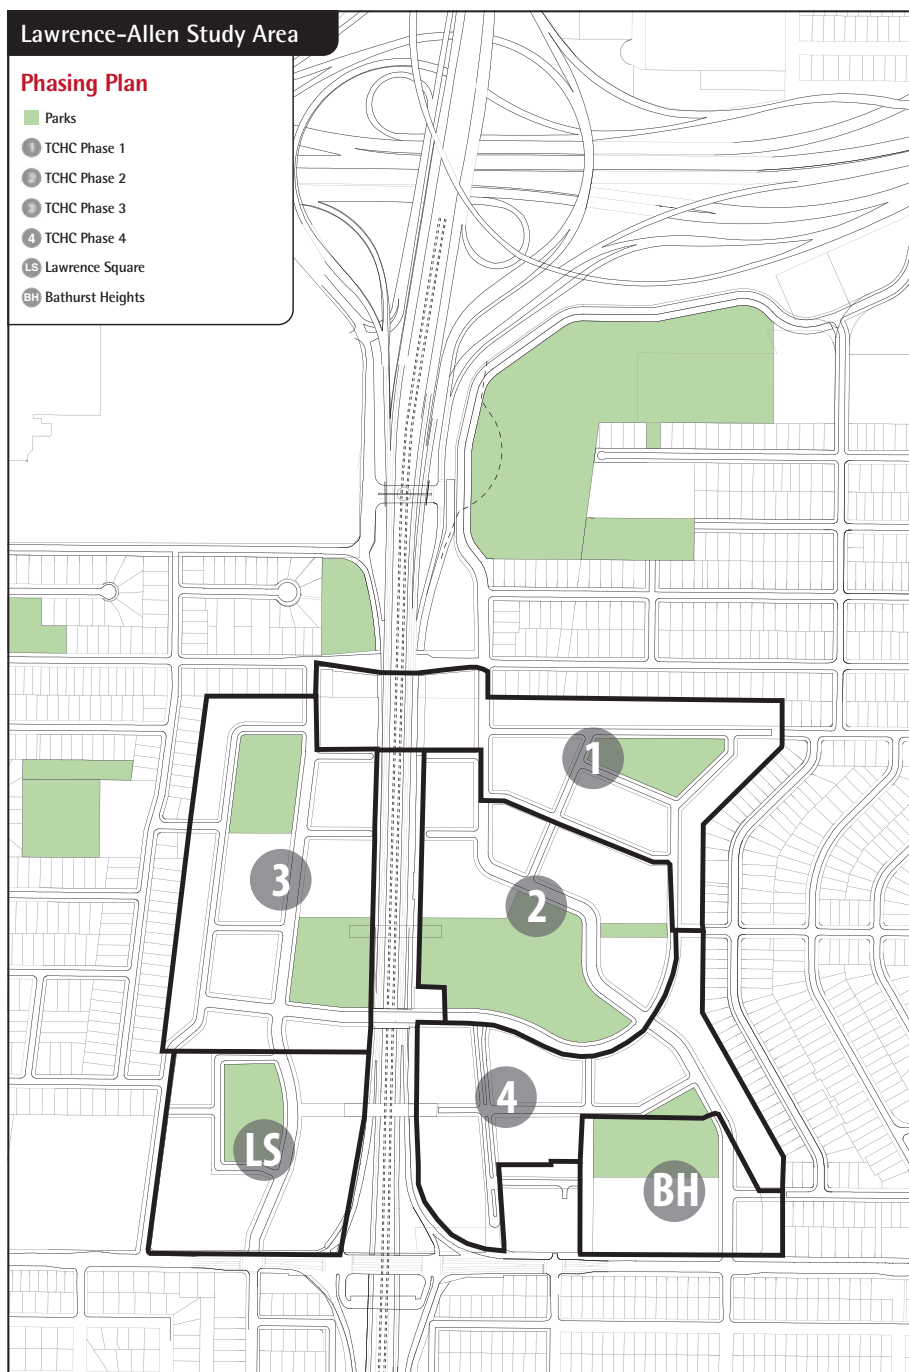 Lawrence-Allen Study Area
Phasing Plan
Parks
1 TCHC Phase 1
2 TCHC Phase 2
3 TCHC Phase 3
4 TCHC Phase 4
LS Lawrence Square
BH Bathurst Heights
1
3
2
4
LS
BH